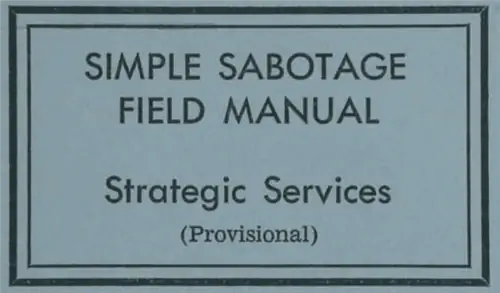 SIMPLE SABOTAGE
FIELD MANUAL
Strategic Services
(Provisional)